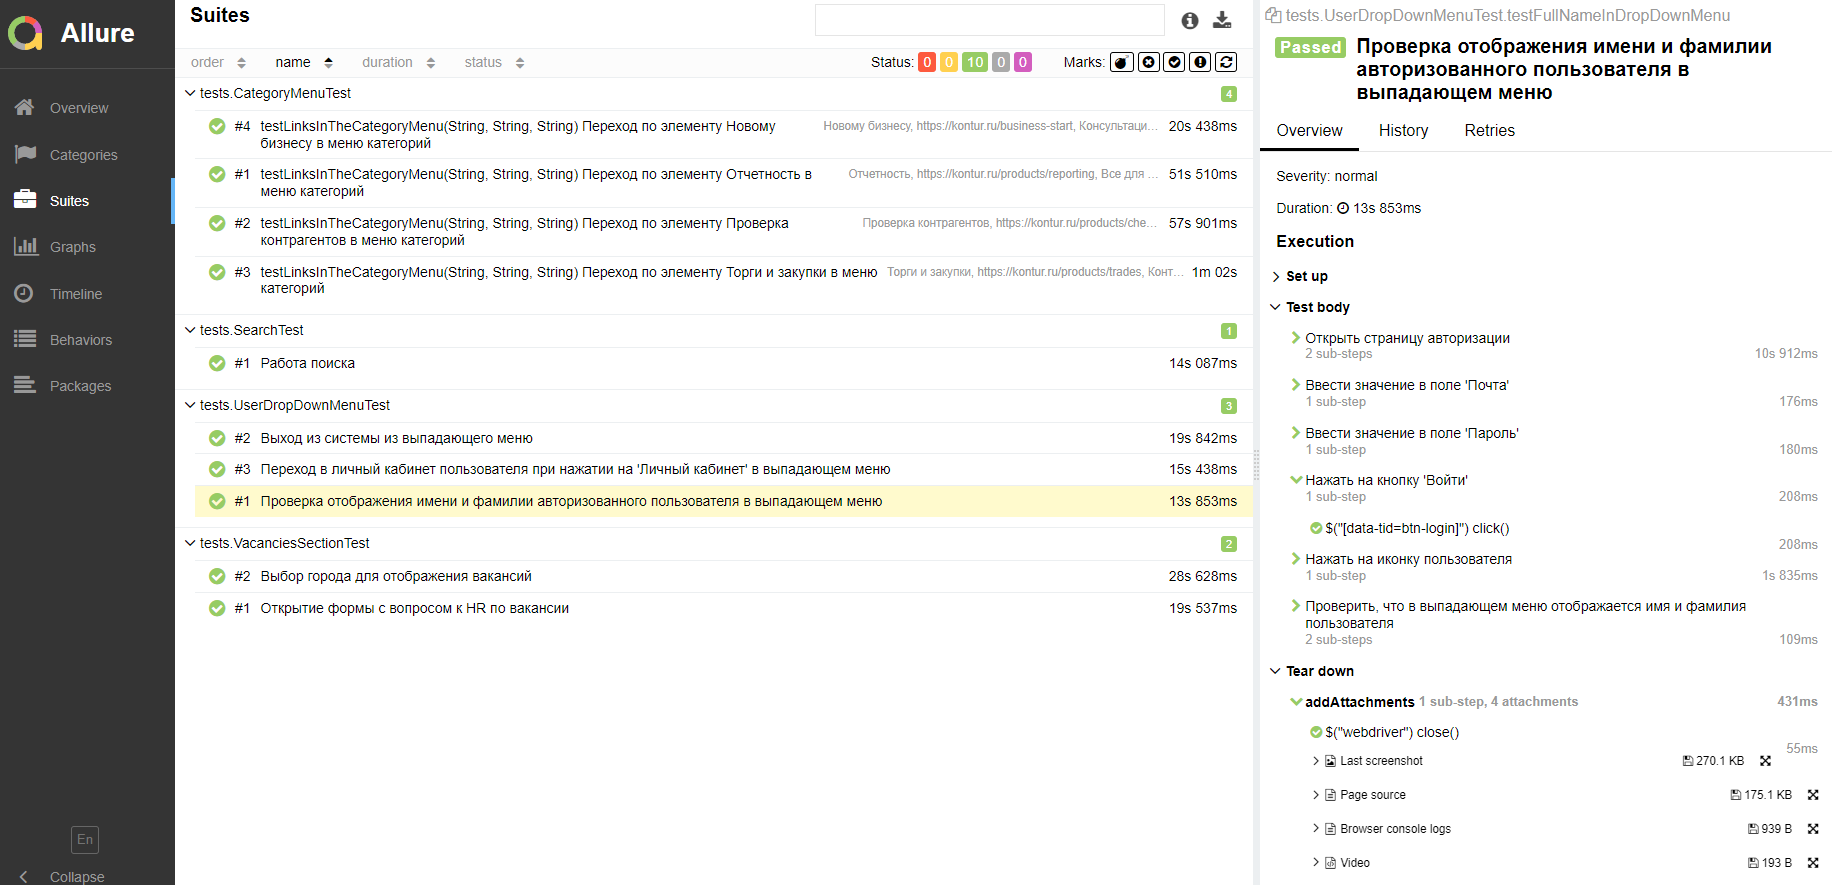 Allure
Overview
Categories
Suites
Graphs
Timeline
Behaviors
Packages
En
Collapse
Suites
order name duration status Status: 0 0 10 0 0 Marks:
tests.CategoryMenuTest 4
#4 testLinksInTheCategoryMenu(String, String, String) Переход по элементу Новому Новому бизнесу, https://kontur.ru/business-start, Консультаци… 20s 438ms
бизнесу в меню категорий
#1 testLinksInTheCategoryMenu(String, String, String) Переход по элементу Отчетность в Отчетность, https://kontur.ru/products/reporting, Все для … 51s 510ms
меню категорий
#2 testLinksInTheCategoryMenu(String, String, String) Переход по элементу Проверка Проверка контрагентов, https://kontur.ru/products/che… 57s 901ms
контрагентов в меню категорий
#3 testLinksInTheCategoryMenu(String, String, String) Переход по элементу Торги и закупки в меню Торги и закупки, https://kontur.ru/products/trades, Конт… 1m 02s
категорий
tests.SearchTest 1
#1 Работа поиска 14s 087ms
tests.UserDropDownMenuTest 3
#2 Выход из системы из выпадающего меню 19s 842ms
#3 Переход в личный кабинет пользователя при нажатии на 'Личный кабинет' в выпадающем меню 15s 438ms
#1 Проверка отображения имени и фамилии авторизованного пользователя в выпадающем меню 13s 853ms
tests.VacanciesSectionTest 2
#2 Выбор города для отображения вакансий 28s 628ms
#1 Открытие формы с вопросом к HR по вакансии 19s 537ms
tests.UserDropDownMenuTest.testFullNameInDropDownMenu
Passed Проверка отображения имени и фамилии
авторизованного пользователя в
выпадающем меню
Overview History Retries
Severity: normal
Duration: 13s 853ms
Execution
Set up
Test body
Открыть страницу авторизации
2 sub-steps 10s 912ms
Ввести значение в поле 'Почта'
1 sub-step 176ms
Ввести значение в поле 'Пароль'
1 sub-step 180ms
Нажать на кнопку 'Войти'
1 sub-step 208ms
$("[data-tid=btn-login]") click()
208ms
Нажать на иконку пользователя
1 sub-step 1s 835ms
Проверить, что в выпадающем меню отображается имя и фамилия
пользователя
2 sub-steps 109ms
Tear down
addAttachments 1 sub-step, 4 attachments 431ms
$("webdriver") close()
55ms
Last screenshot 270.1 KB
Page source 175.1 KB
Browser console logs 939 B
Video 193 B